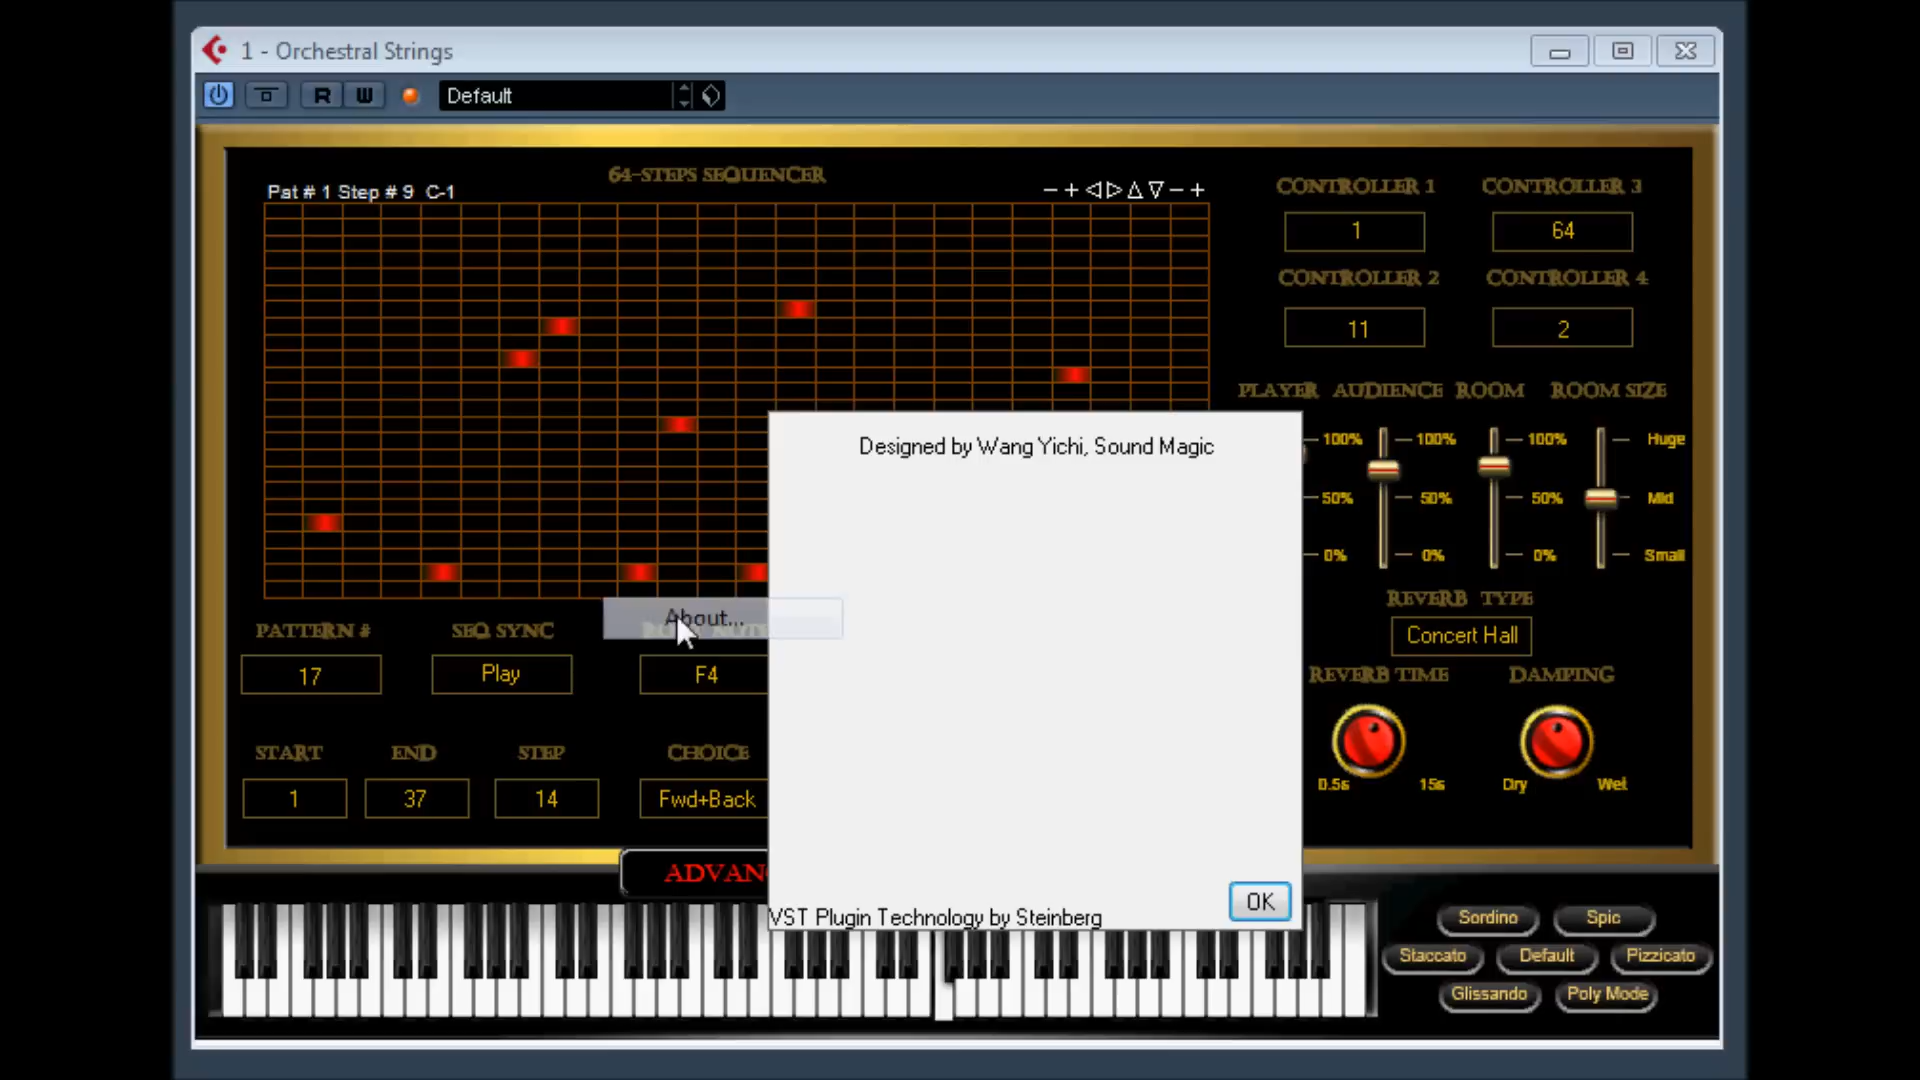 1 - Orchestral Strings
R W Default
64-STEPS SEQUENCER
Pat # 1 Step # 9 C-1
CONTROLLER 1
CONTROLLER 3
1
64
CONTROLLER 2
CONTROLLER 4
11
2
PLAYER AUDIENCE ROOM ROOM SIZE
100% 100% 100% Huge
50% 50% 50% Mid
0% 0% 0% Small
Designed by Wang Yichi, Sound Magic
VST Plugin Technology by Steinberg
OK
About...
PATTERN #
SEQ SYNC
17
Play
F4
START
END
STEP
CHOICE
1
37
14
Fwd+Back
REVERB TYPE
Concert Hall
REVERB TIME
DAMPING
0.5s 15s
Dry Wet
Sordino
Spic
Staccato
Default
Pizzicato
Glissando
Poly Mode